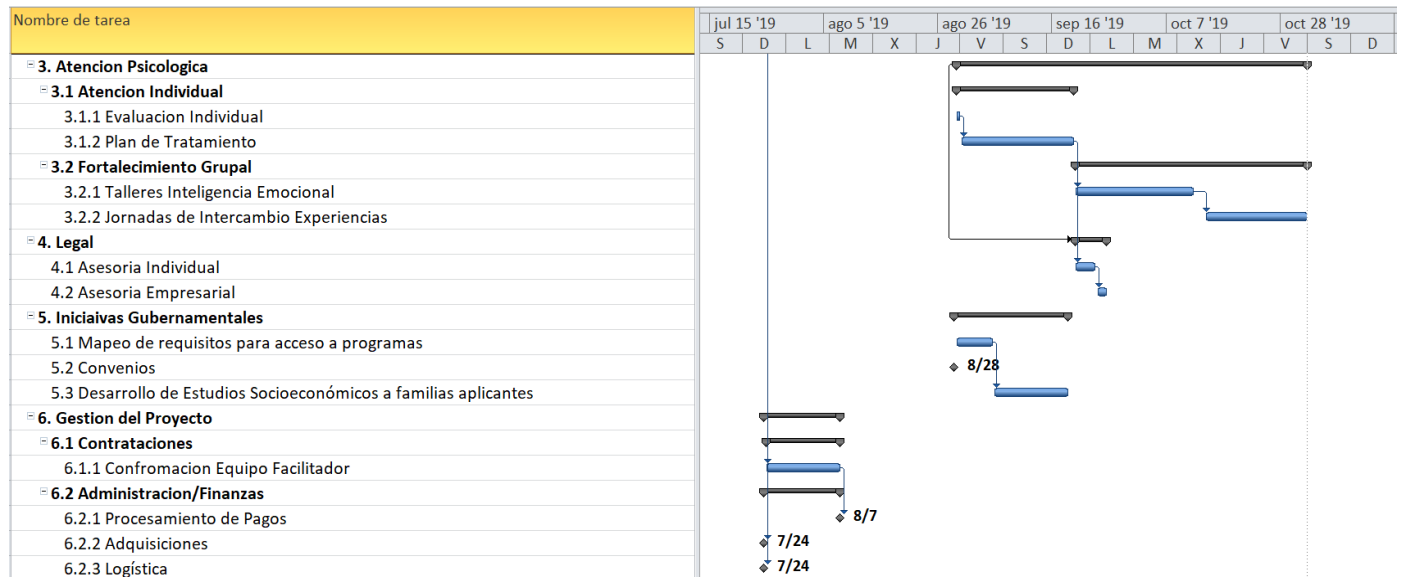 Nombre de tarea
jul 15 '19 ago 5 '19 ago 26 '19 sep 16 '19 oct 7 '19 oct 28 '19
S D L M X J V S D L M X J V S D
3. Atencion Psicologica
3.1 Atencion Individual
3.1.1 Evaluacion Individual
3.1.2 Plan de Tratamiento
3.2 Fortalecimiento Grupal
3.2.1 Talleres Inteligencia Emocional
3.2.2 Jornadas de Intercambio Experiencias
4. Legal
4.1 Asesoria Individual
4.2 Asesoria Empresarial
5. Iniciaivas Gubernamentales
5.1 Mapeo de requisitos para acceso a programas
5.2 Convenios 8/28
5.3 Desarrollo de Estudios Socioeconómicos a familias aplicantes
6. Gestion del Proyecto
6.1 Contrataciones
6.1.1 Confromacion Equipo Facilitador
6.2 Administracion/Finanzas
6.2.1 Procesamiento de Pagos 8/7
6.2.2 Adquisiciones 7/24
6.2.3 Logística 7/24